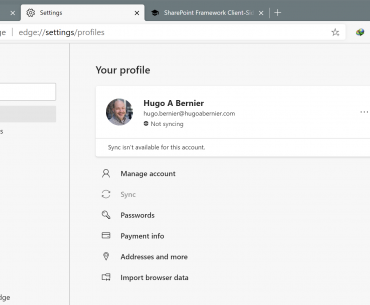 Settings
SharePoint Framework Client-Si
ge
edge://settings/profiles
Your profile
Hugo A Bernier
hugo.bernier@hugoabernier.com
Not syncing
Sync isn't available for this account.
s
Manage account
Sync
Passwords
Payment info
Addresses and more
Import browser data
dge